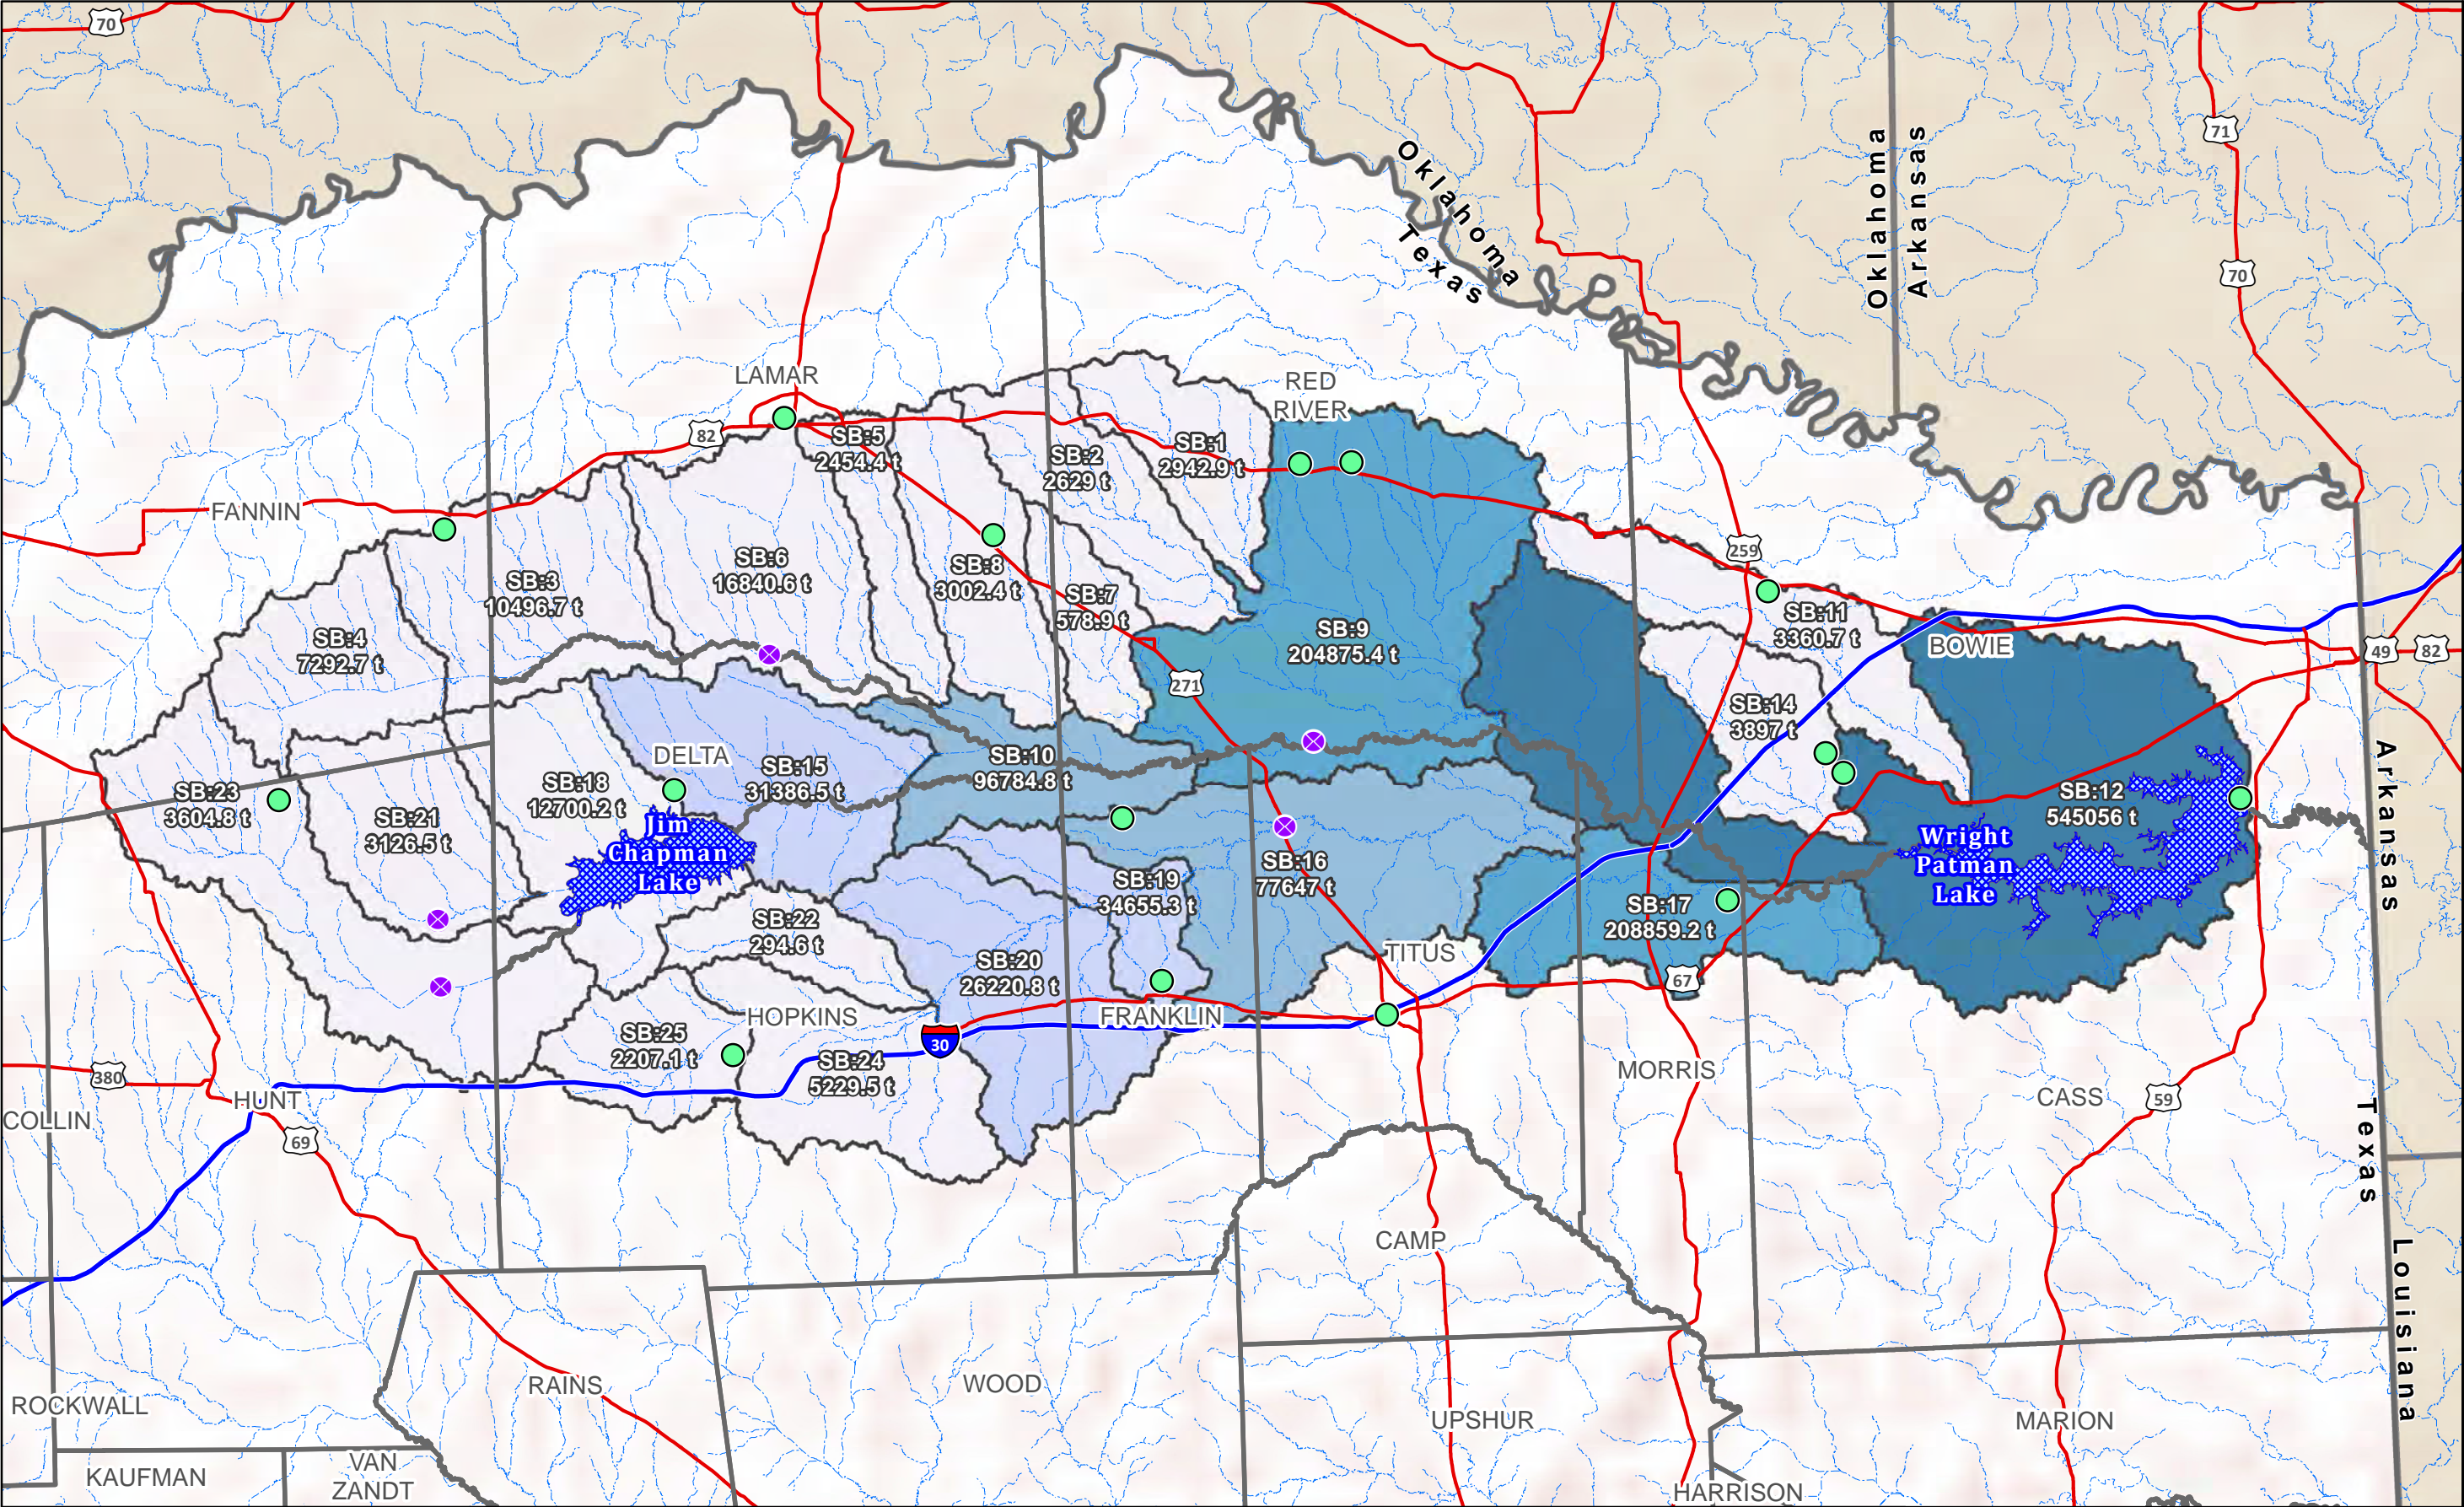 70
71
70
Oklahoma
Texas
Oklahoma
Arkansas
LAMAR
RED
RIVER
82
SB:5
2454.4 t
SB:2
2629 t
SB:1
2942.9 t
FANNIN
259
SB:3
10496.7 t
SB:6
16840.6 t
SB:8
3002.4 t
SB:7
578.9 t
SB:11
3360.7 t
SB:4
7292.7 t
SB:9
204875.4 t
BOWIE
49
82
271
SB:14
3897 t
DELTA
SB:10
96784.8 t
SB:15
31386.5 t
SB:18
12700.2 t
SB:23
3604.8 t
SB:21
3126.5 t
SB:12
545056 t
Jim
Chapman
Lake
Wright
Patman
Lake
Arkansas
SB:16
77647 t
SB:19
34655.3 t
SB:17
208859.2 t
SB:22
294.6 t
TITUS
SB:20
26220.8 t
67
HOPKINS
FRANKLIN
SB:25
2207.1 t
30
SB:24
5229.5 t
380
HUNT
MORRIS
CASS
59
COLLIN
69
Texas
CAMP
Louisiana
RAINS
WOOD
ROCKWALL
UPSHUR
MARION
KAUFMAN
VAN
ZANDT
HARRISON